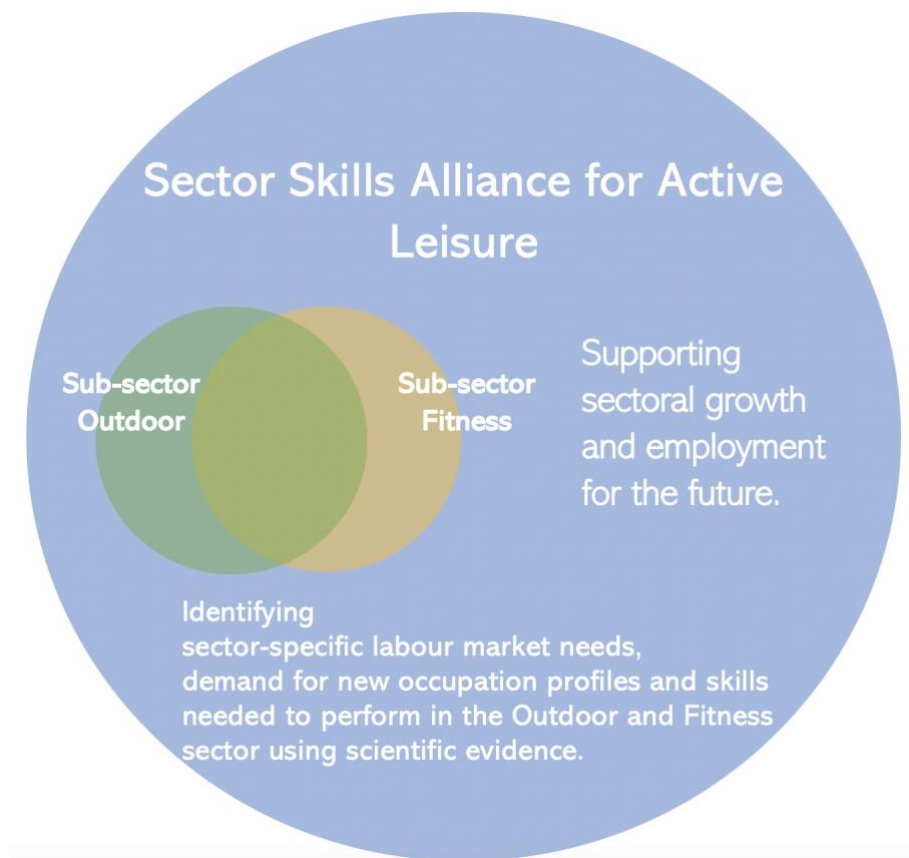 Sector Skills Alliance for Active
Leisure
Sub-sector
Outdoor
Sub-sector
Fitness
Supporting
sectoral growth
and employment
for the future.
Identifying
sector-specific labour market needs,
demand for new occupation profiles and skills
needed to perform in the Outdoor and Fitness
sector using scientific evidence.